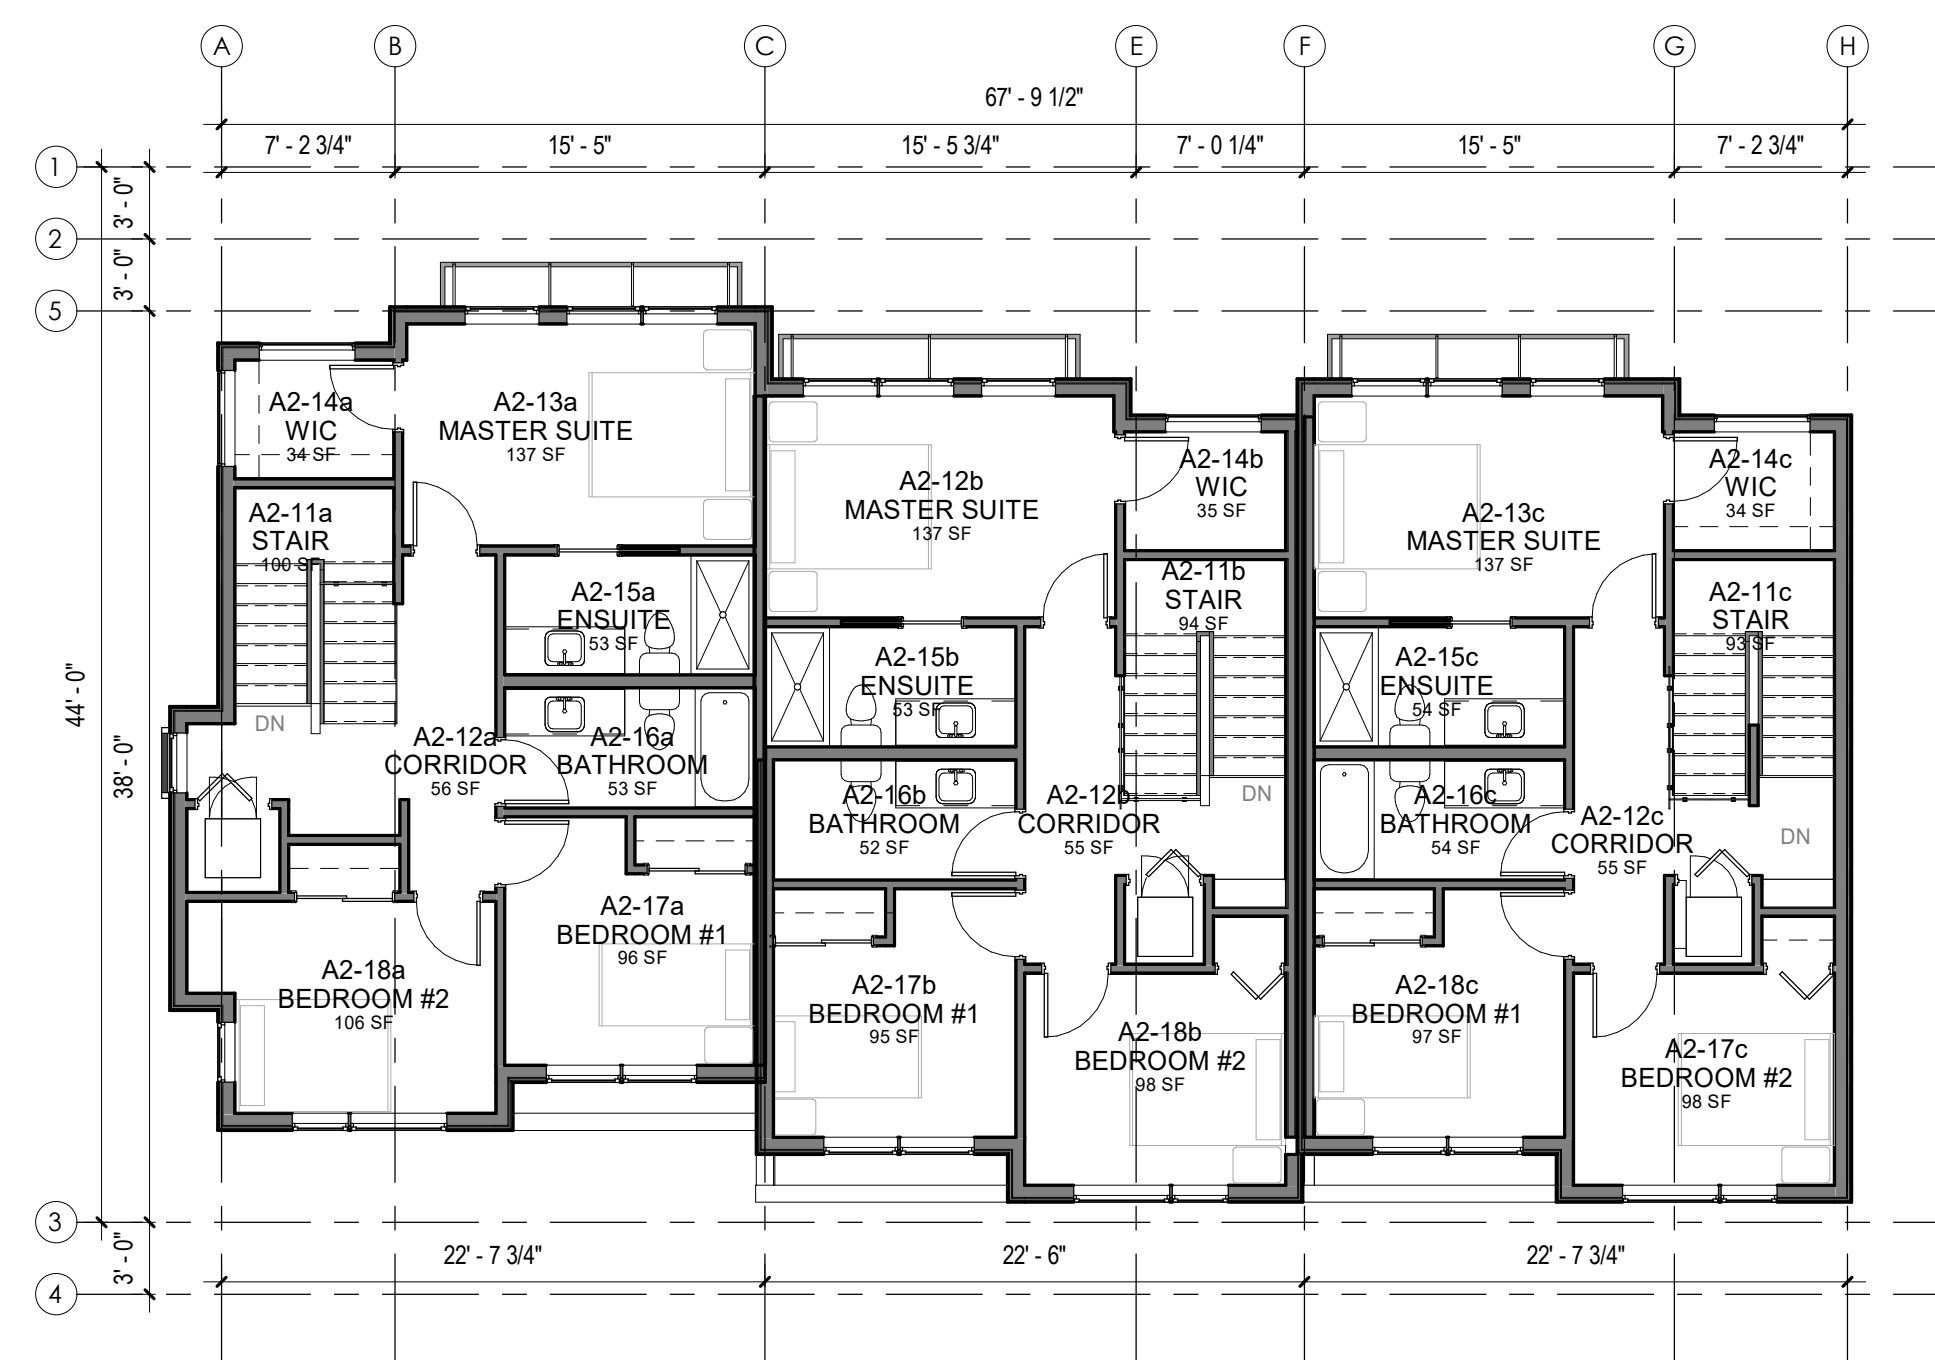 A
B
C
E
F
G
H
67' - 9 1/2"
7' - 2 3/4"
15' - 5"
15' - 5 3/4"
7' - 0 1/4"
15' - 5"
7' - 2 3/4"
1
3' - 0"
2
3' - 0"
5
44' - 0"
38' - 0"
3
3' - 0"
4
A2-14a
WIC
34 SF
A2-13a
MASTER SUITE
137 SF
A2-11a
STAIR
100 SF
DN
A2-15a
ENSUITE
53 SF
A2-12a
CORRIDOR
56 SF
A2-16a
BATHROOM
53 SF
A2-17a
BEDROOM #1
96 SF
A2-18a
BEDROOM #2
106 SF
A2-12b
MASTER SUITE
137 SF
A2-14b
WIC
35 SF
A2-11b
STAIR
94 SF
DN
A2-15b
ENSUITE
53 SF
A2-16b
BATHROOM
52 SF
A2-12b
CORRIDOR
55 SF
A2-17b
BEDROOM #1
95 SF
A2-18b
BEDROOM #2
98 SF
A2-13c
MASTER SUITE
137 SF
A2-14c
WIC
34 SF
A2-11c
STAIR
93 SF
DN
A2-15c
ENSUITE
54 SF
A2-16c
BATHROOM
54 SF
A2-12c
CORRIDOR
55 SF
A2-18c
BEDROOM #1
97 SF
A2-17c
BEDROOM #2
98 SF
22' - 7 3/4"
22' - 6"
22' - 7 3/4"